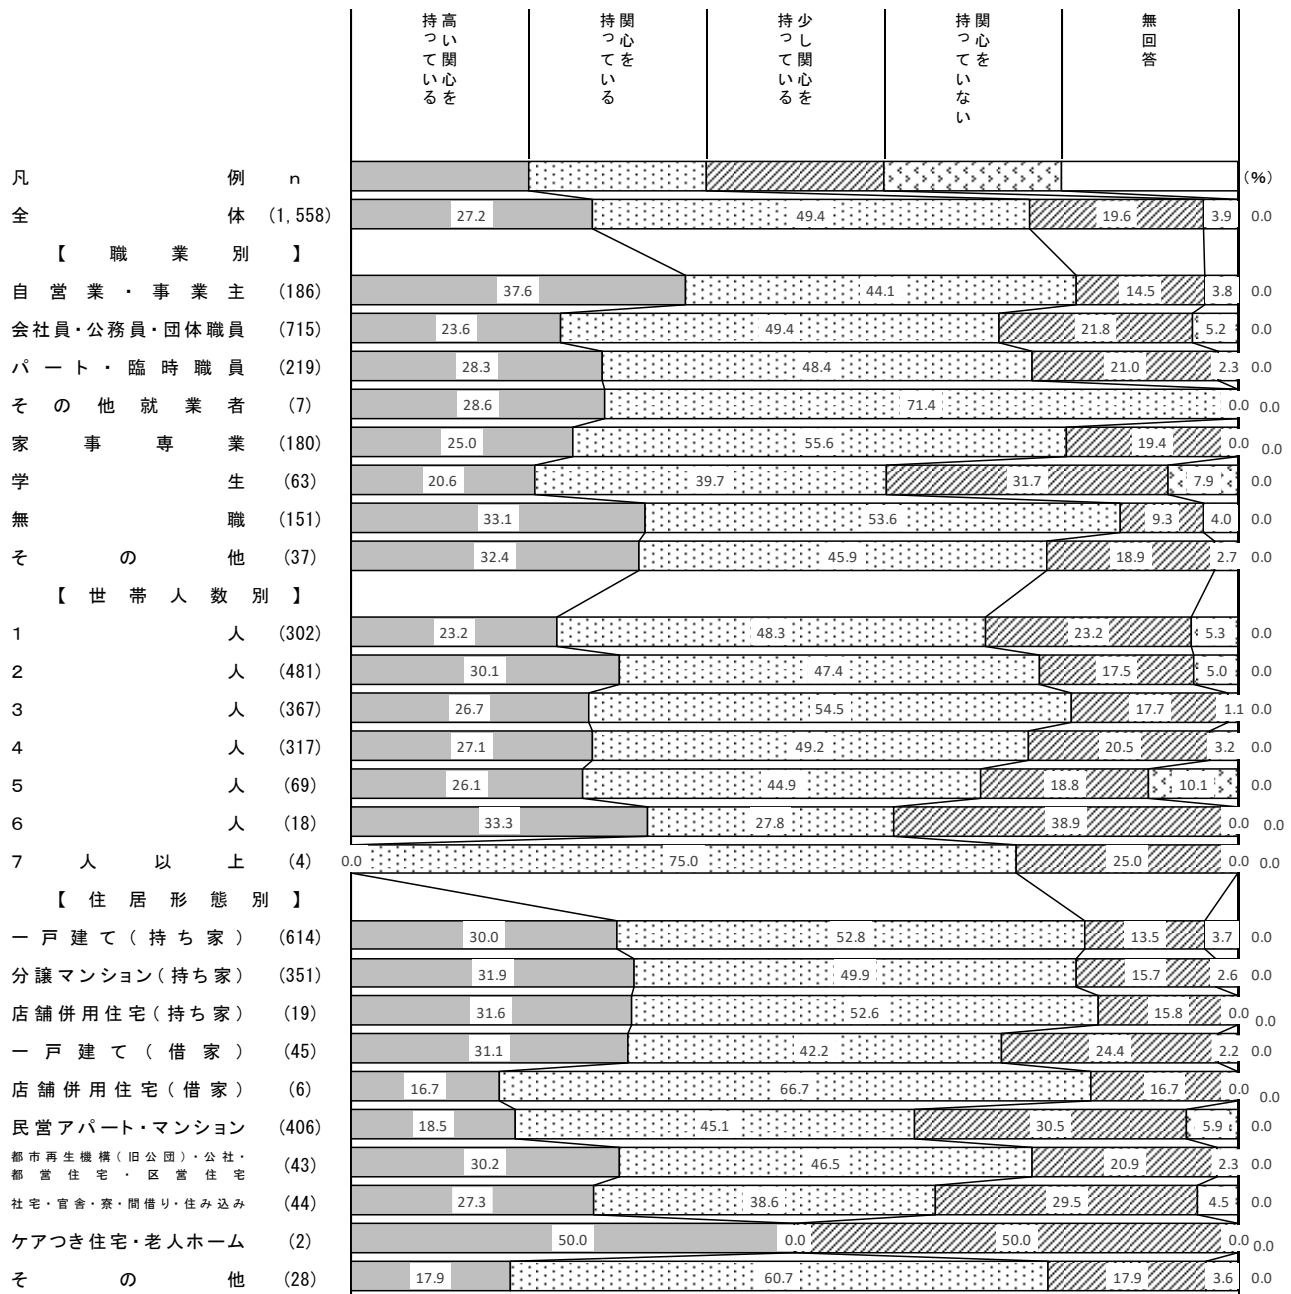 高い関心を
持っている
関心を
持っている
少し関心を
持っている
関心を
持っていない
無回答
凡例 n (%)
全体 (1,558) 27.2 49.4 19.6 3.9 0.0
【職業別】
自営業・事業主 (186) 37.6 44.1 14.5 3.8 0.0
会社員・公務員・団体職員 (715) 23.6 49.4 21.8 5.2 0.0
パート・臨時職員 (219) 28.3 48.4 21.0 2.3 0.0
その他就業者 (7) 28.6 71.4 0.0 0.0
家事専業 (180) 25.0 55.6 19.4 0.0 0.0
学生 (63) 20.6 39.7 31.7 7.9 0.0
無職 (151) 33.1 53.6 9.3 4.0 0.0
その他 (37) 32.4 45.9 18.9 2.7 0.0
【世帯人数別】
1人 (302) 23.2 48.3 23.2 5.3 0.0
2人 (481) 30.1 47.4 17.5 5.0 0.0
3人 (367) 26.7 54.5 17.7 1.1 0.0
4人 (317) 27.1 49.2 20.5 3.2 0.0
5人 (69) 26.1 44.9 18.8 10.1 0.0
6人 (18) 33.3 27.8 38.9 0.0 0.0
7人以上 (4) 0.0 75.0 25.0 0.0 0.0
【住居形態別】
一戸建て(持ち家) (614) 30.0 52.8 13.5 3.7 0.0
分譲マンション(持ち家) (351) 31.9 49.9 15.7 2.6 0.0
店舗併用住宅(持ち家) (19) 31.6 52.6 15.8 0.0 0.0
一戸建て(借家) (45) 31.1 42.2 24.4 2.2 0.0
店舗併用住宅(借家) (6) 16.7 66.7 16.7 0.0 0.0
民営アパート・マンション (406) 18.5 45.1 30.5 5.9 0.0
都市再生機構(旧公団)・公社・
都営住宅・区営住宅 (43) 30.2 46.5 20.9 2.3 0.0
社宅・官舎・寮・間借り・住み込み (44) 27.3 38.6 29.5 4.5 0.0
ケアつき住宅・老人ホーム (2) 50.0 0.0 50.0 0.0 0.0
その他 (28) 17.9 60.7 17.9 3.6 0.0